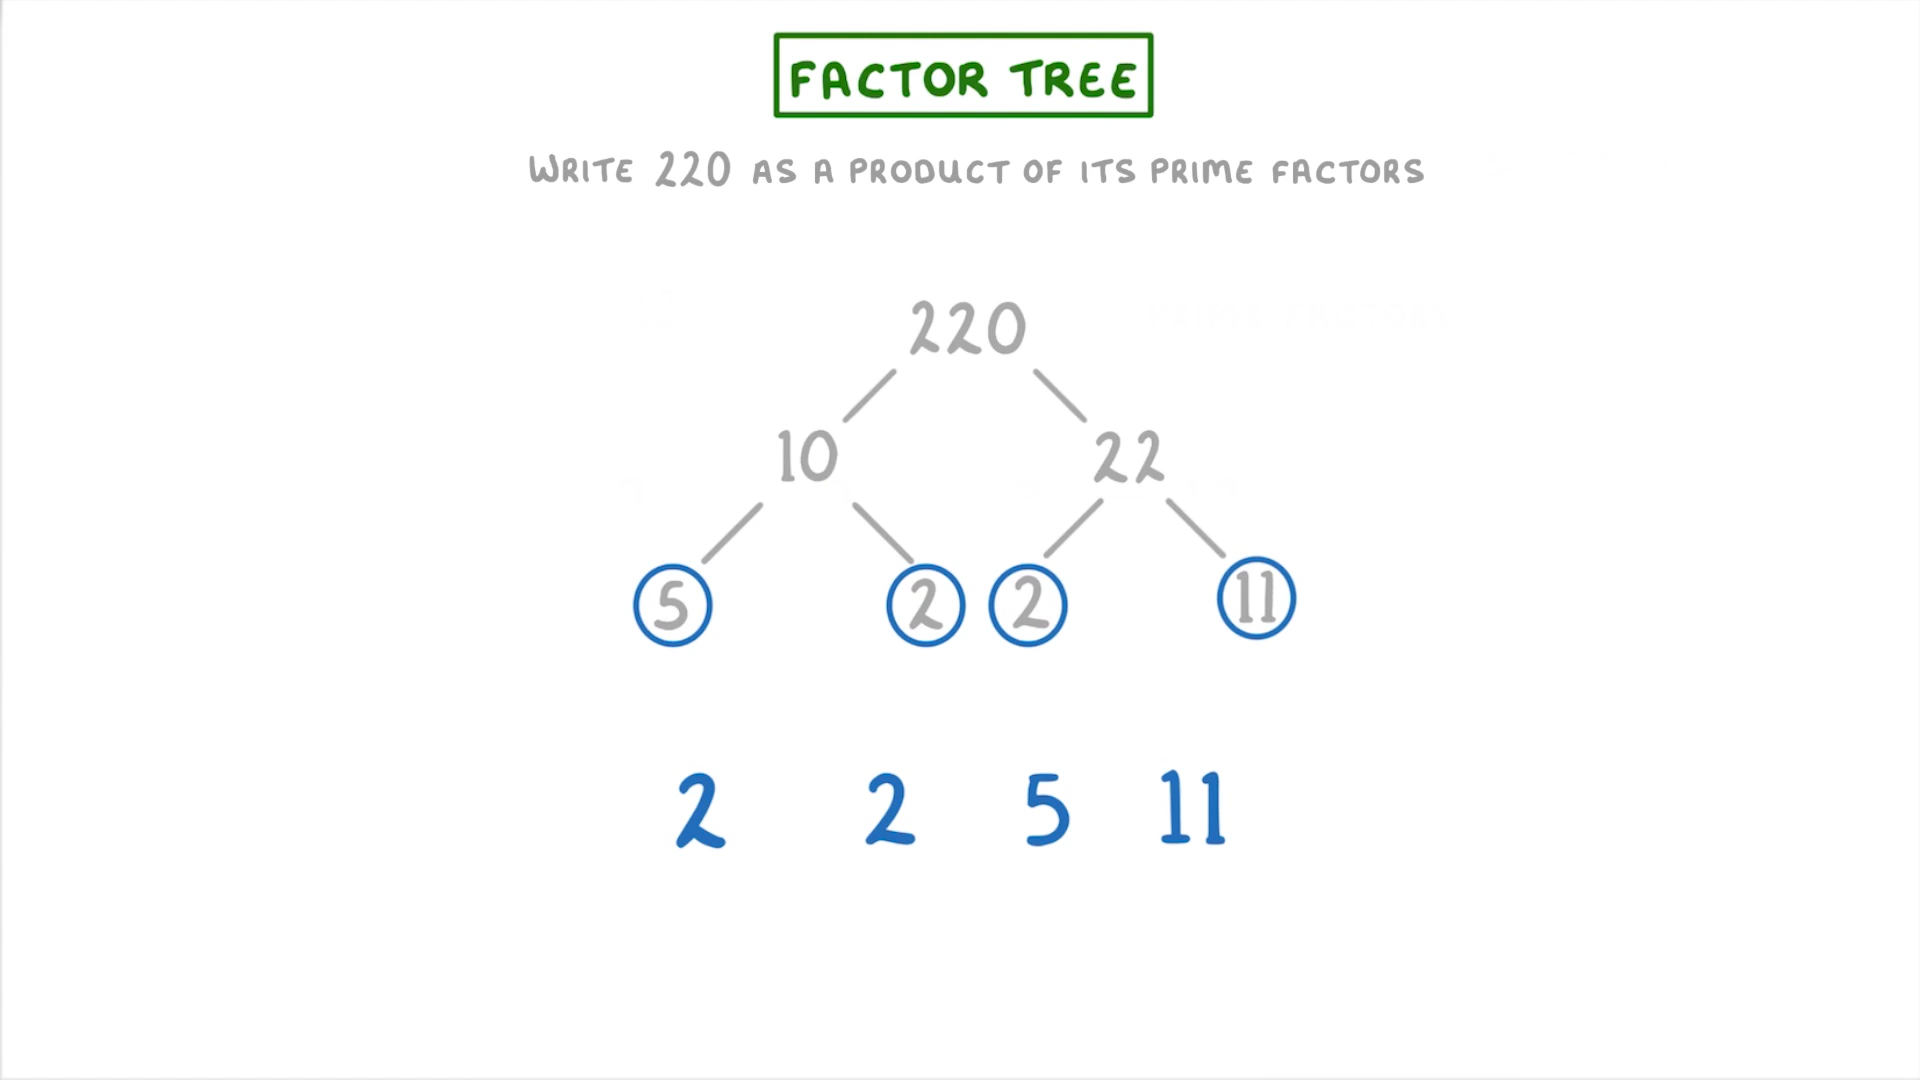 FACTOR TREE
WRITE 220 AS A PRODUCT OF ITS PRIME FACTORS
220
10 22
5 2 2 11
2 2 5 11